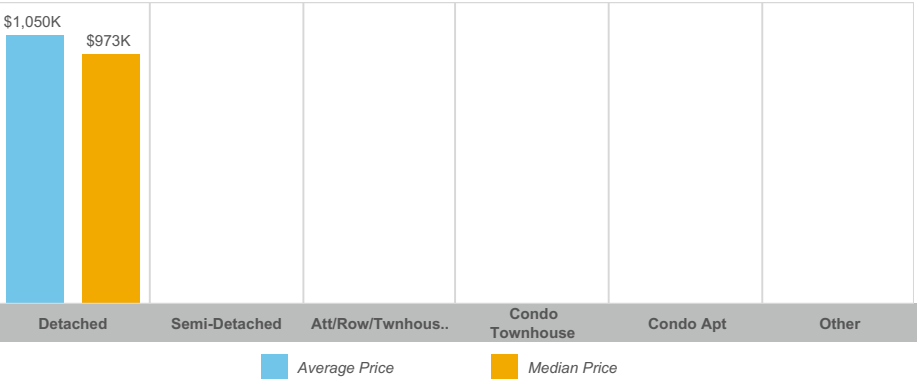 $1,050K
$973K
Detached
Semi-Detached
Att/Row/Twnhous..
Condo
Townhouse
Condo Apt
Other
Average Price
Median Price